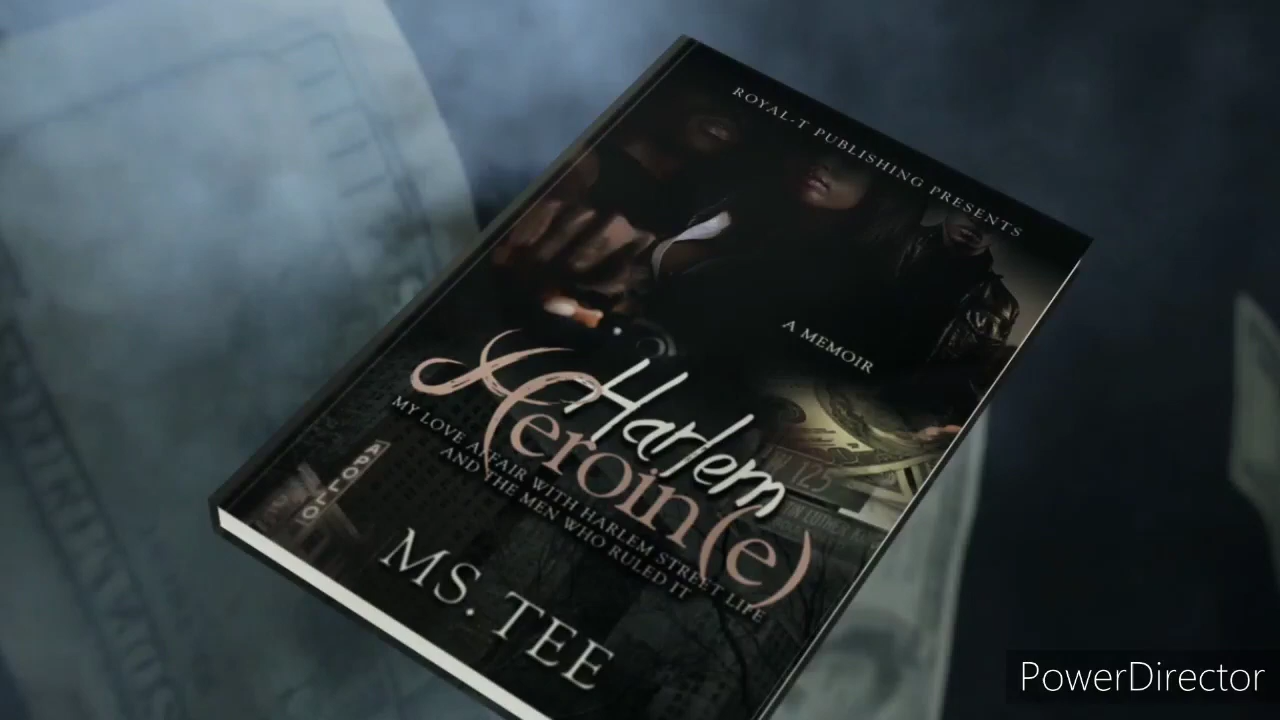 ROYAL-T PUBLISHING PRESENTS
A MEMOIR
Harlem
Heroin(e)
MY LOVE AFFAIR WITH HARLEM STREET LIFE
AND THE MEN WHO RULED IT
APOLLO
125
MS. TEE
PowerDirector